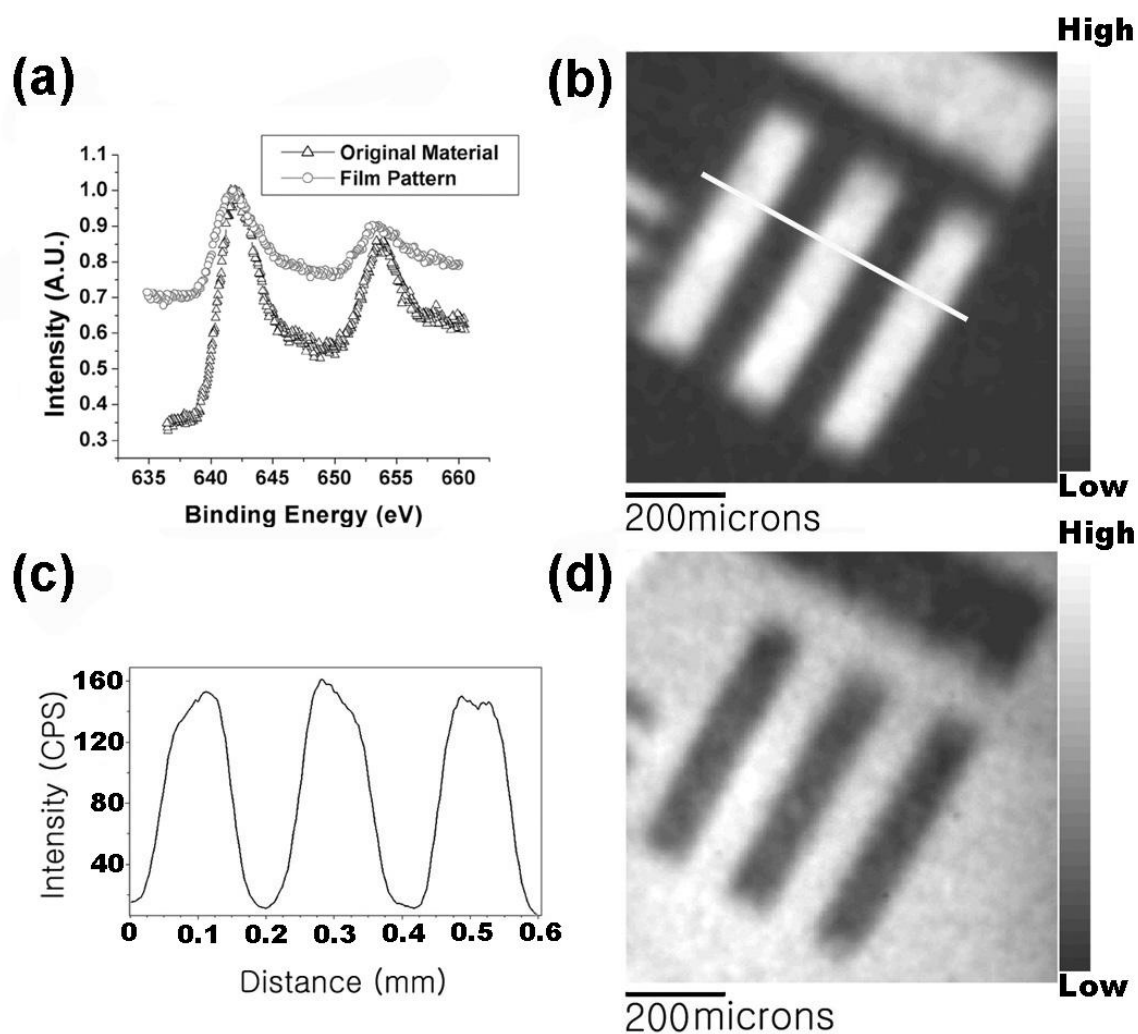 (a)
1.1
1.0
0.9
0.8
0.7
0.6
0.5
0.4
0.3
Intensity (A.U.)
Original Material
Film Pattern
635 640 645 650 655 660
Binding Energy (eV)
(b)
High
Low
200microns
(c)
160
120
80
40
Intensity (CPS)
0 0.1 0.2 0.3 0.4 0.5 0.6
Distance (mm)
(d)
High
Low
200microns